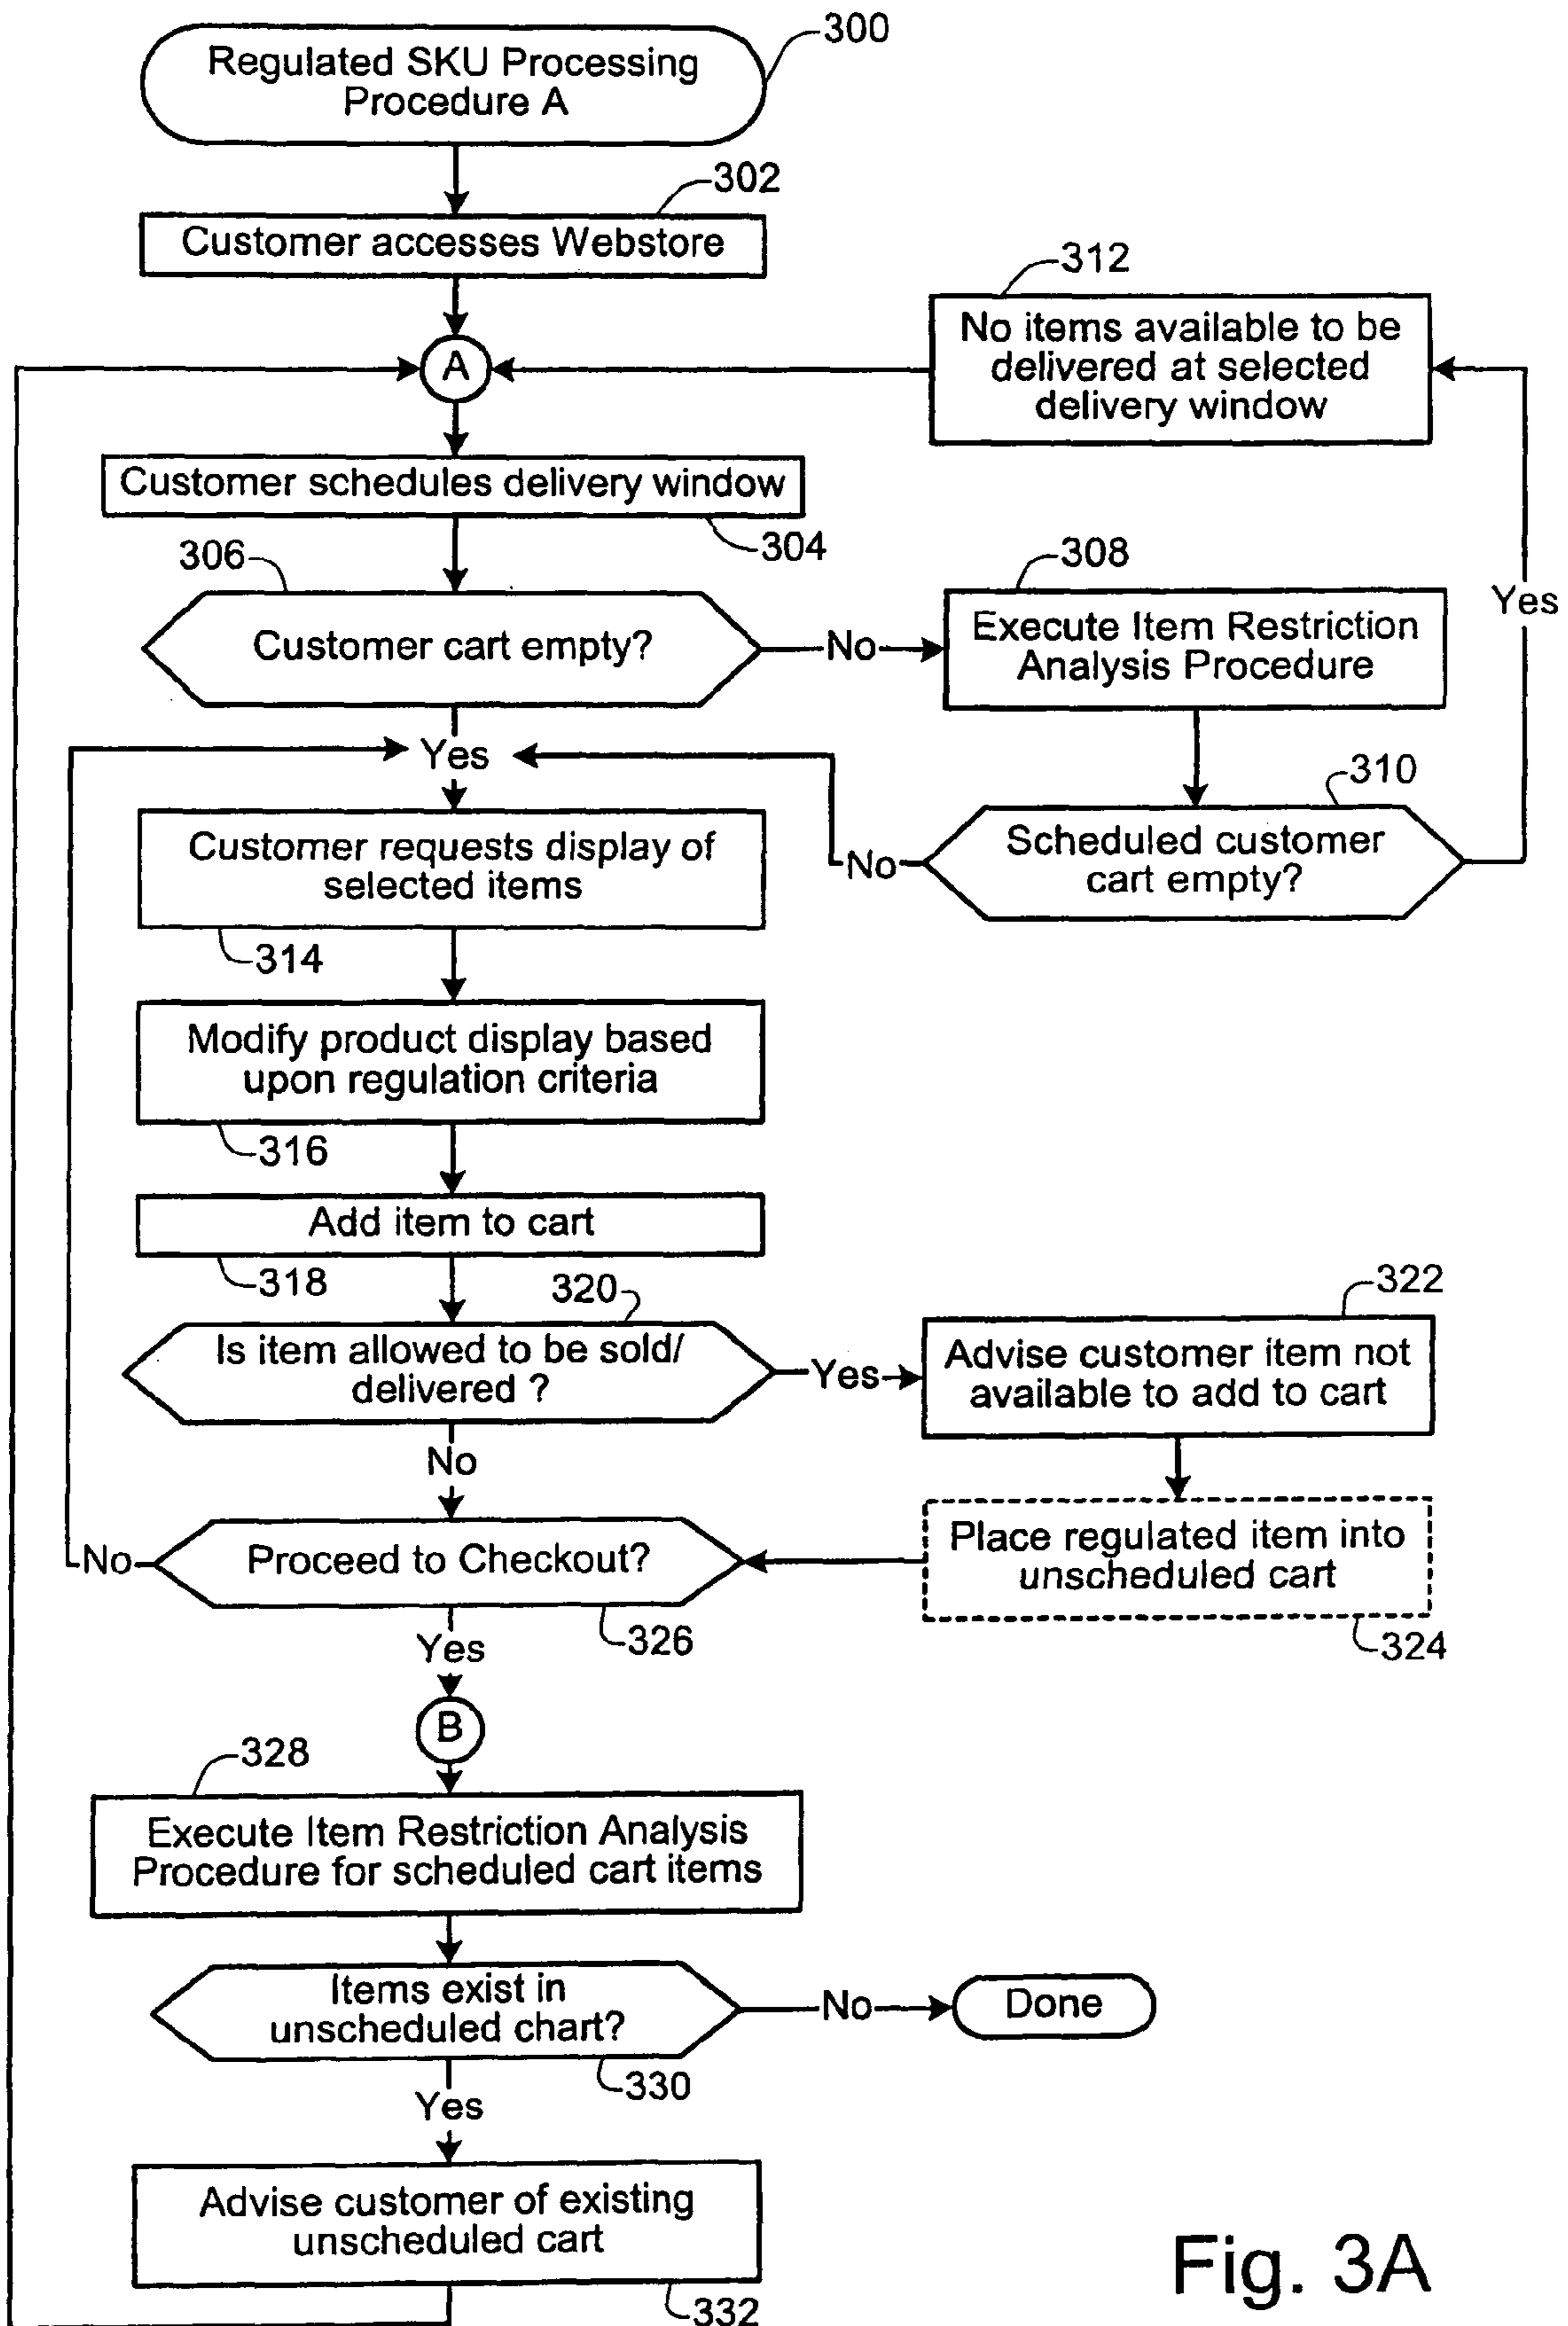 300
Regulated SKU Processing
Procedure A
302
Customer accesses Webstore
312
No items available to be
delivered at selected
delivery window
A
Customer schedules delivery window
304
306
308
Customer cart empty?
No
Execute Item Restriction
Analysis Procedure
Yes
Yes
310
Customer requests display of
selected items
No
Scheduled customer
cart empty?
314
Modify product display based
upon regulation criteria
316
Add item to cart
318
320
322
Is item allowed to be sold/
delivered ?
Yes
Advise customer item not
available to add to cart
No
No
Proceed to Checkout?
Place regulated item into
unscheduled cart
326
324
Yes
B
328
Execute Item Restriction Analysis
Procedure for scheduled cart items
Items exist in
unscheduled chart?
No
Done
330
Yes
Advise customer of existing
unscheduled cart
332
Fig. 3A